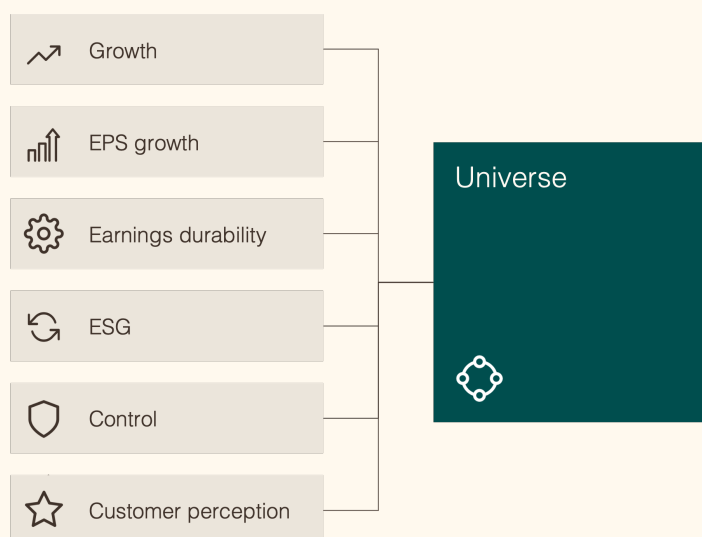 Growth
EPS growth
Universe
Earnings durability
ESG
Control
Customer perception